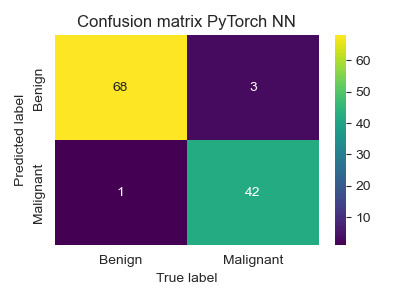 Confusion matrix PyTorch NN
Predicted label
Benign
Malignant
68
3
1
42
Benign
Malignant
True label
60
50
40
30
20
10